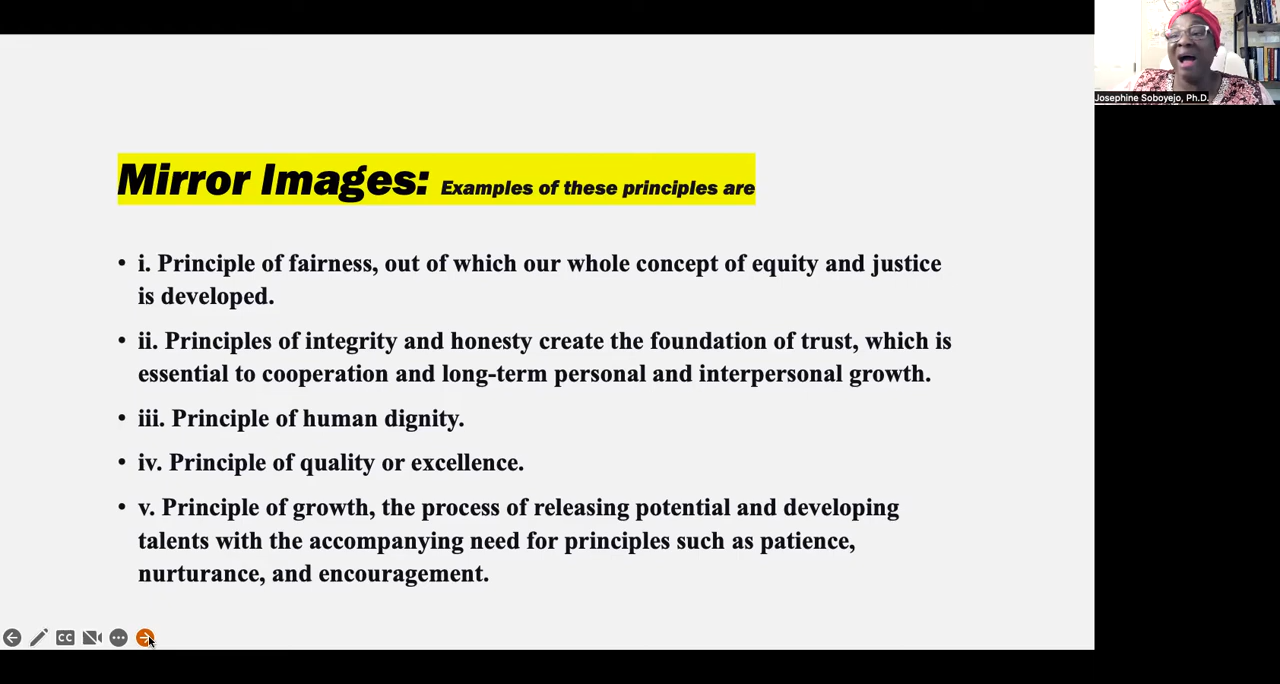 Josephine Soboyejo, Ph.D.
Mirror Images: Examples of these principles are
• i. Principle of fairness, out of which our whole concept of equity and justice
is developed.
• ii. Principles of integrity and honesty create the foundation of trust, which is
essential to cooperation and long-term personal and interpersonal growth.
• iii. Principle of human dignity.
• iv. Principle of quality or excellence.
• v. Principle of growth, the process of releasing potential and developing
talents with the accompanying need for principles such as patience,
nurturance, and encouragement.
CC